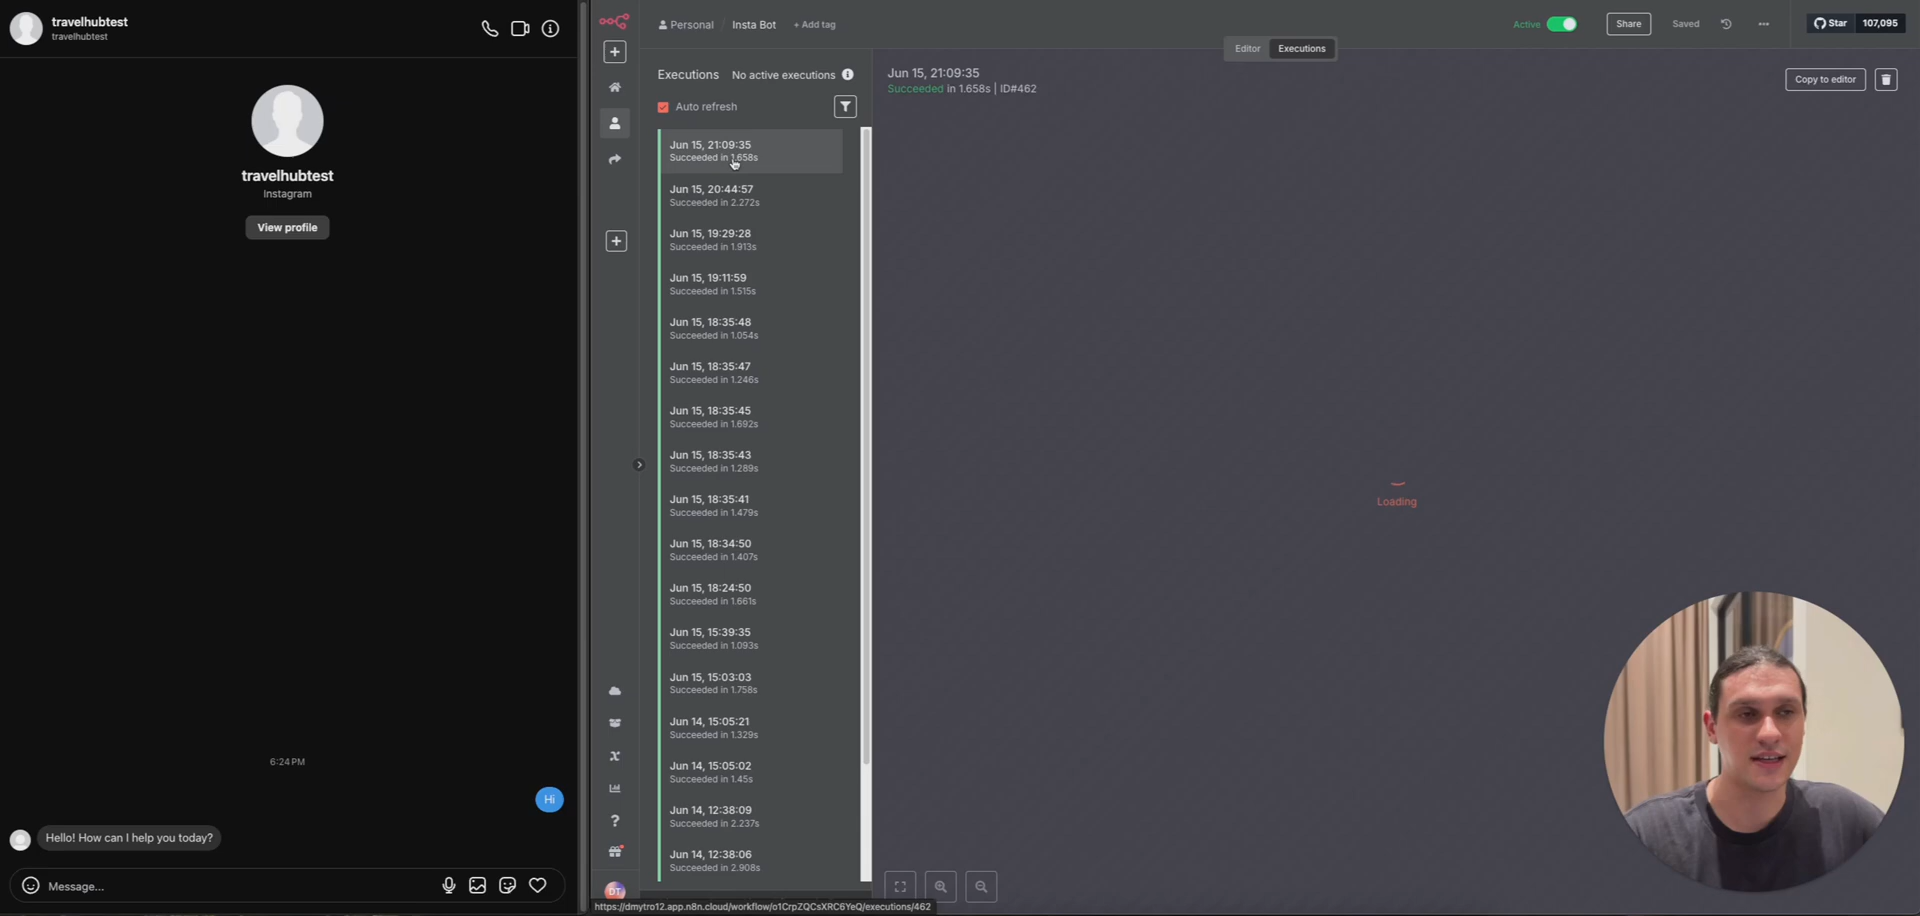 travelhubtest
travelhubtest
travelhubtest
Instagram
View profile
6:24 PM
Hi
Hello! How can I help you today?
Message...
Personal / Insta Bot + Add tag
Active
Share
Saved
Star 107,095
Editor Executions
Executions No active executions
Auto refresh
Jun 15, 21:09:35
Succeeded in 1.658s
Jun 15, 20:44:57
Succeeded in 2.272s
Jun 15, 19:29:28
Succeeded in 1.913s
Jun 15, 19:11:59
Succeeded in 1.515s
Jun 15, 18:35:48
Succeeded in 1.054s
Jun 15, 18:35:47
Succeeded in 1.246s
Jun 15, 18:35:45
Succeeded in 1.692s
Jun 15, 18:35:43
Succeeded in 1.289s
Jun 15, 18:35:41
Succeeded in 1.479s
Jun 15, 18:34:50
Succeeded in 1.407s
Jun 15, 18:24:50
Succeeded in 1.661s
Jun 15, 15:39:35
Succeeded in 1.093s
Jun 15, 15:03:03
Succeeded in 1.758s
Jun 14, 15:05:21
Succeeded in 1.329s
Jun 14, 15:05:02
Succeeded in 1.45s
Jun 14, 12:38:09
Succeeded in 2.237s
Jun 14, 12:38:06
Succeeded in 2.908s
DT
https://dmytro12.app.n8n.cloud/workflow/o1CrpZQCsXRC6YeQ/executions/462
Jun 15, 21:09:35
Succeeded in 1.658s | ID#462
Copy to editor
Loading